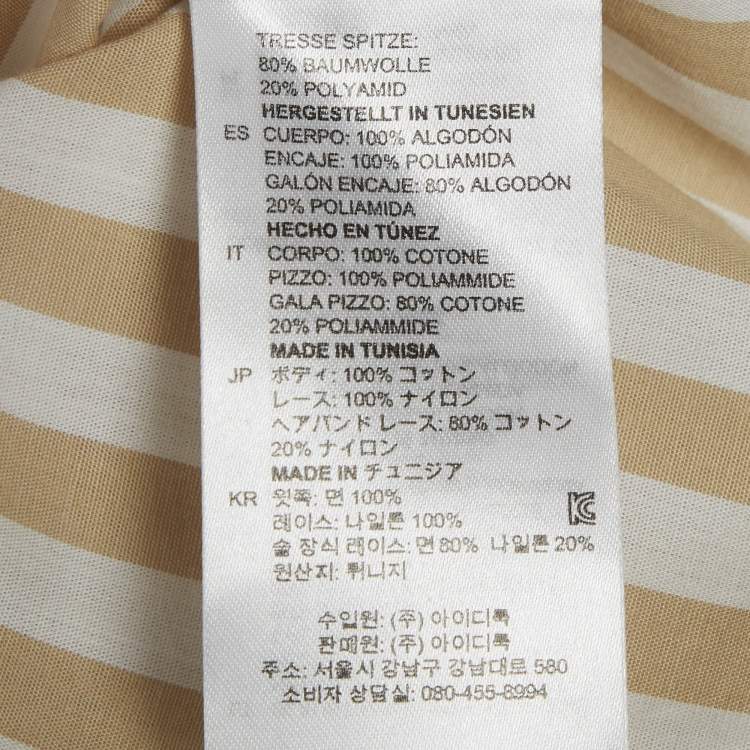 TRESSE SPITZE:
80% BAUMWOLLE
20% POLYAMID
HERGESTELLT IN TUNESIEN
ES CUERPO: 100% ALGODÓN
ENCAJE: 100% POLIAMIDA
GALÓN ENCAJE: 80% ALGODÓN
20% POLIAMIDA
HECHO EN TÚNEZ
IT CORPO: 100% COTONE
PIZZO: 100% POLIAMMIDE
GALA PIZZO: 80% COTONE
20% POLIAMMIDE
MADE IN TUNISIA
JP ボディ: 100% コットン
レース: 100% ナイロン
ヘアバンド レース: 80% コットン
20% ナイロン
MADE IN チュニジア
KR 윗쪽: 면 100%
레이스: 나일론 100%
술 장식 레이스: 면 80% 나일론 20%
원산지: 튀니지
수입원: (주) 아이디룩
판매원: (주) 아이디룩
주소: 서울시 강남구 강남대로 580
소비자 상담실: 080-455-8994